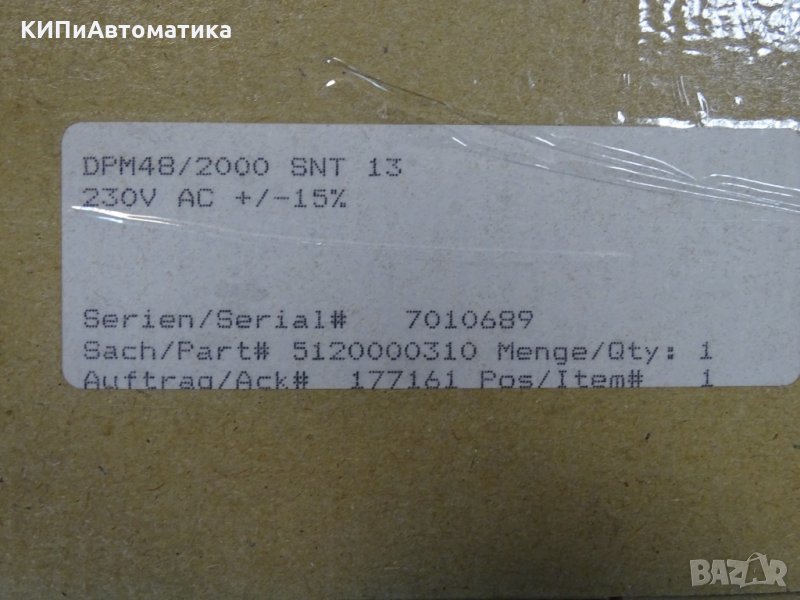 КИПиАвтоматика
DPM48/2000 SNT 13
230V AC +/-15%
Serien/Serial# 7010689
Sach/Part# 5120000310 Menge/Qty: 1
Auftrag/Ack# 177161 Pos/Item# 1
BAZAR